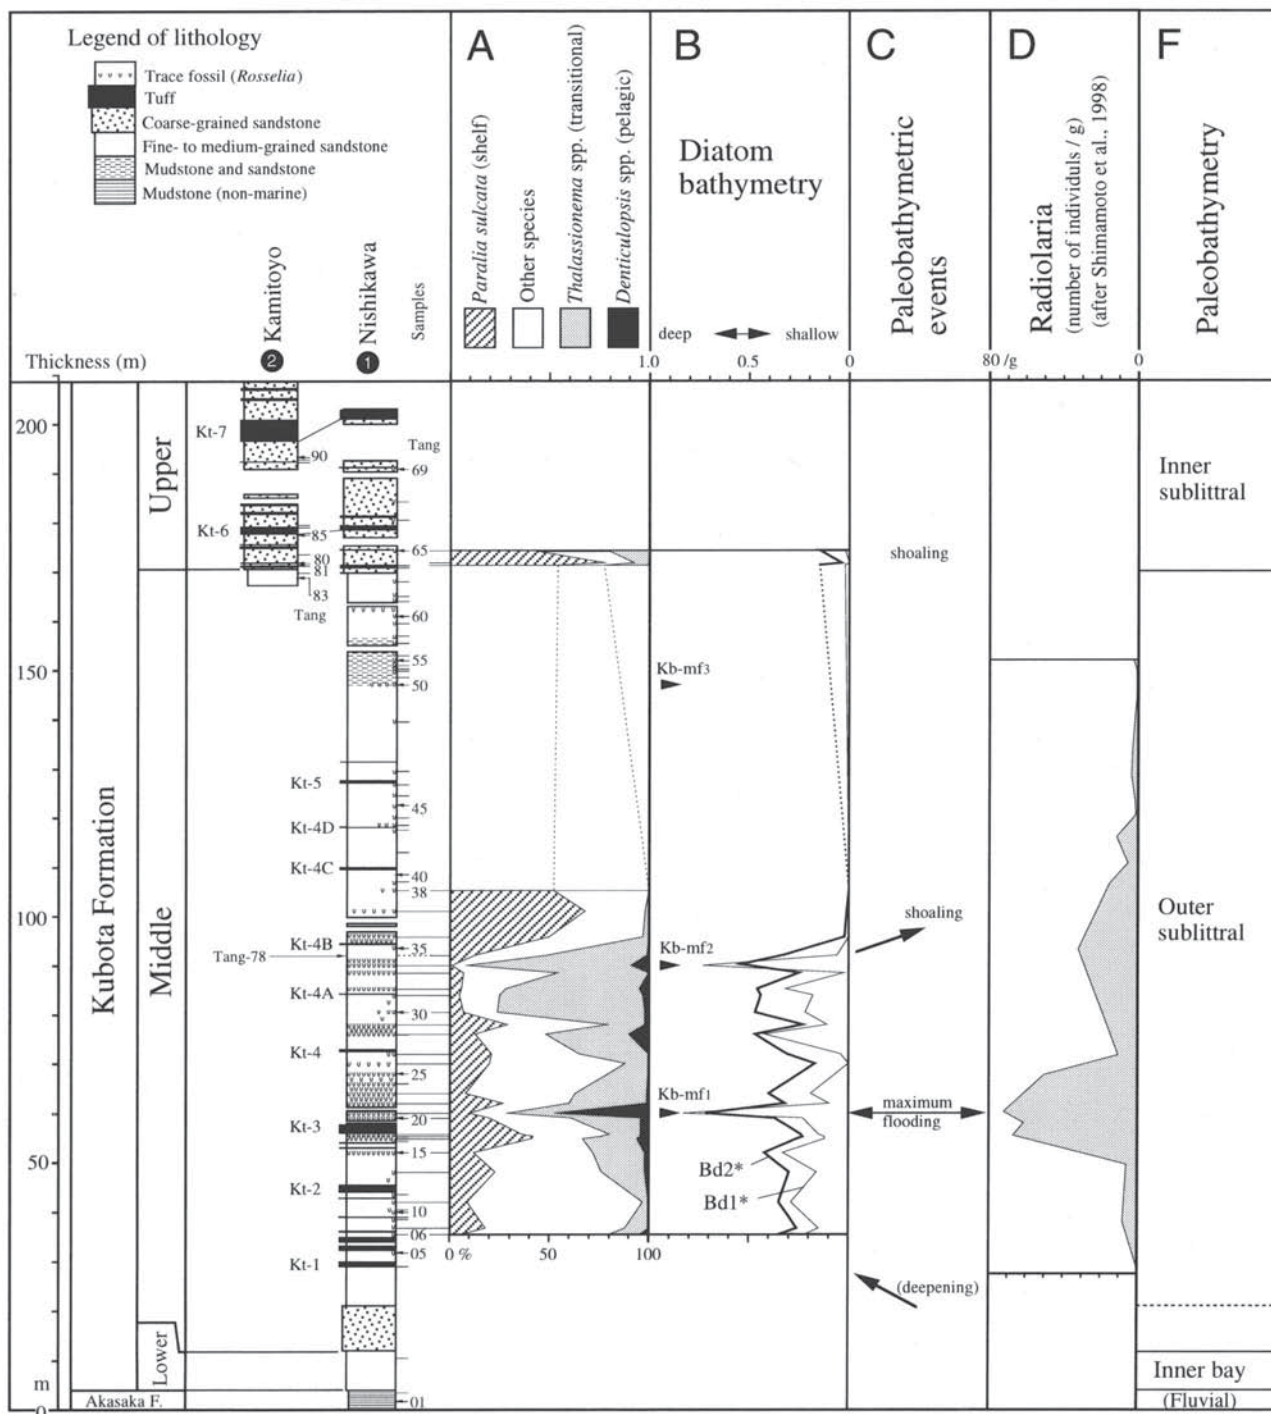 Legend of lithology
Trace fossil (Rosselia)
Tuff
Coarse-grained sandstone
Fine- to medium-grained sandstone
Mudstone and sandstone
Mudstone (non-marine)
Thickness (m)
Kamitoyo
2
Nishikawa
1
Samples
A
Paralia sulcata (shelf)
Other species
Thalassionema spp. (transitional)
Denticulopsis spp. (pelagic)
B
Diatom
bathymetry
deep
shallow
1.0
0.5
0
C
Paleobathymetric
events
D
Radiolaria
(number of individuls / g)
(after Shimamoto et al., 1998)
80 /g
0
F
Paleobathymetry
200
150
100
50
m
0
Kubota Formation
Akasaka F.
Upper
Middle
Lower
Kt-7
90
Kt-6
85
80
81
83
Tang
Tang
69
65
60
55
50
Kt-5
45
Kt-4D
Kt-4C
40
38
Kt-4B
35
Tang-78
Kt-4A
30
Kt-4
25
20
Kt-3
15
Kt-2
10
06
05
Kt-1
01
0 %
50
100
Kb-mf3
Kb-mf2
Kb-mf1
Bd2*
Bd1*
shoaling
shoaling
maximum
flooding
(deepening)
Inner
sublittral
Outer
sublittral
Inner bay
(Fluvial)